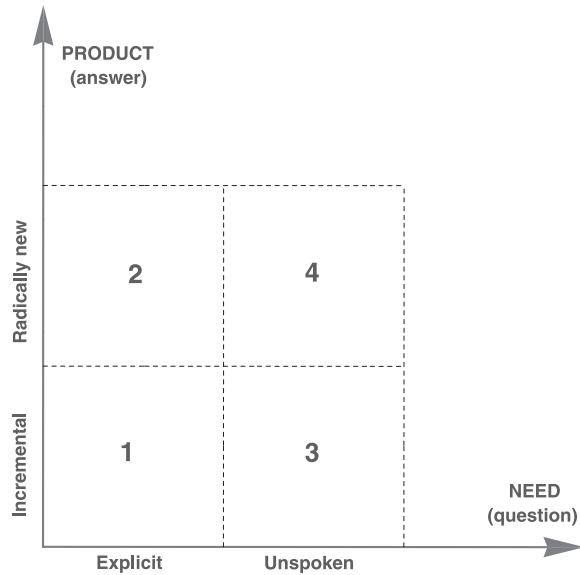 PRODUCT
(answer)
Radically new
2
4
Incremental
1
3
NEED
(question)
Explicit
Unspoken